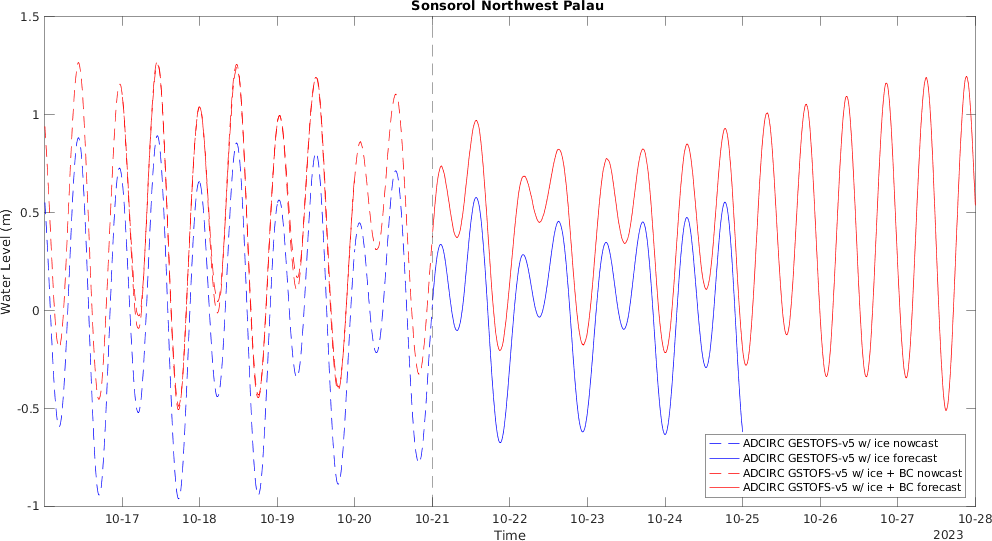 Sonsorol Northwest Palau
1.5
1
0.5
0
-0.5
-1
Water Level (m)
10-17
10-18
10-19
10-20
10-21
10-22
10-23
10-24
10-25
10-26
10-27
10-28
Time
2023
ADCIRC GESTOFS-v5 w/ ice nowcast
ADCIRC GESTOFS-v5 w/ ice forecast
ADCIRC GSTOFS-v5 w/ ice + BC nowcast
ADCIRC GSTOFS-v5 w/ ice + BC forecast